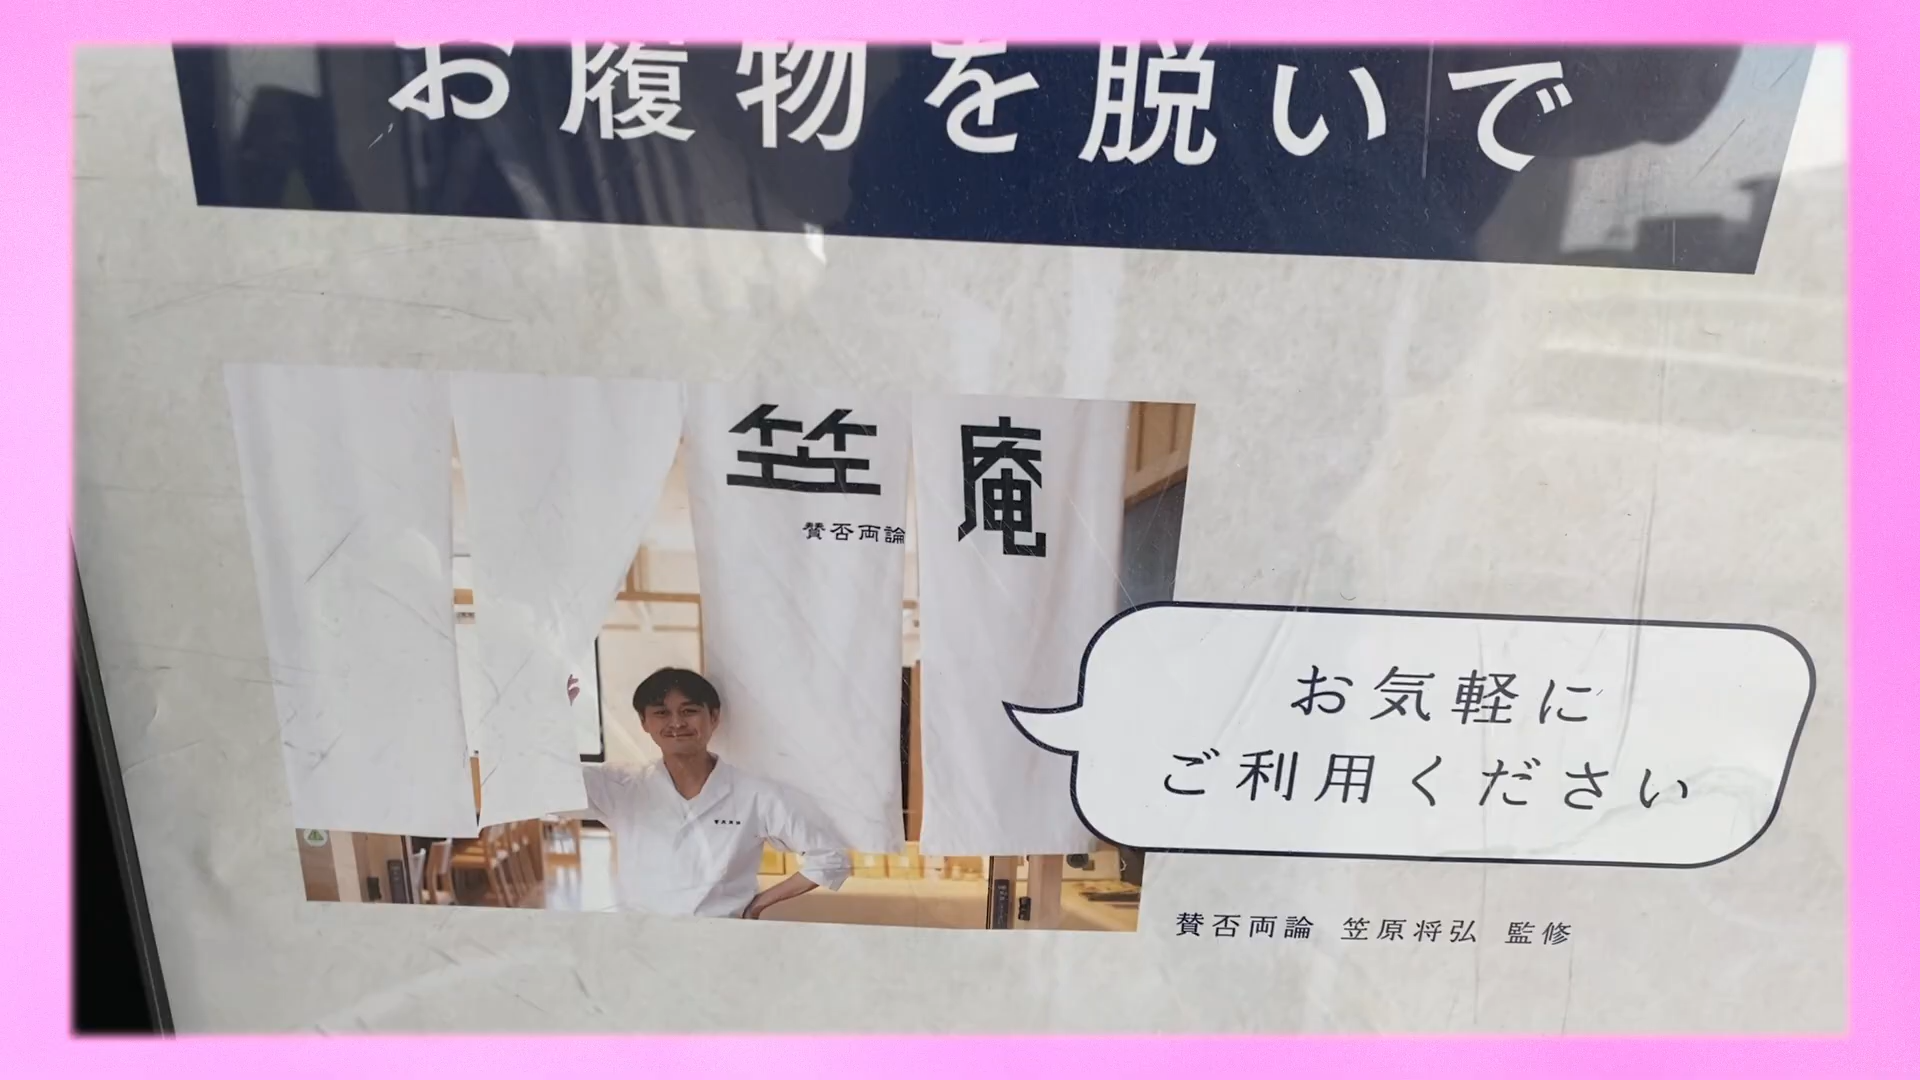 お履物を脱いで
笠庵
賛否両論
お気軽に
ご利用ください
賛否両論 笠原将弘 監修